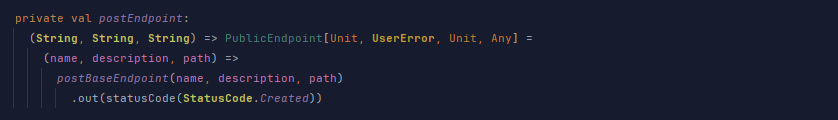 private val postEndpoint:
(String, String, String) => PublicEndpoint[Unit, UserError, Unit, Any] =
(name, description, path) =>
postBaseEndpoint(name, description, path)
.out(statusCode(StatusCode.Created))